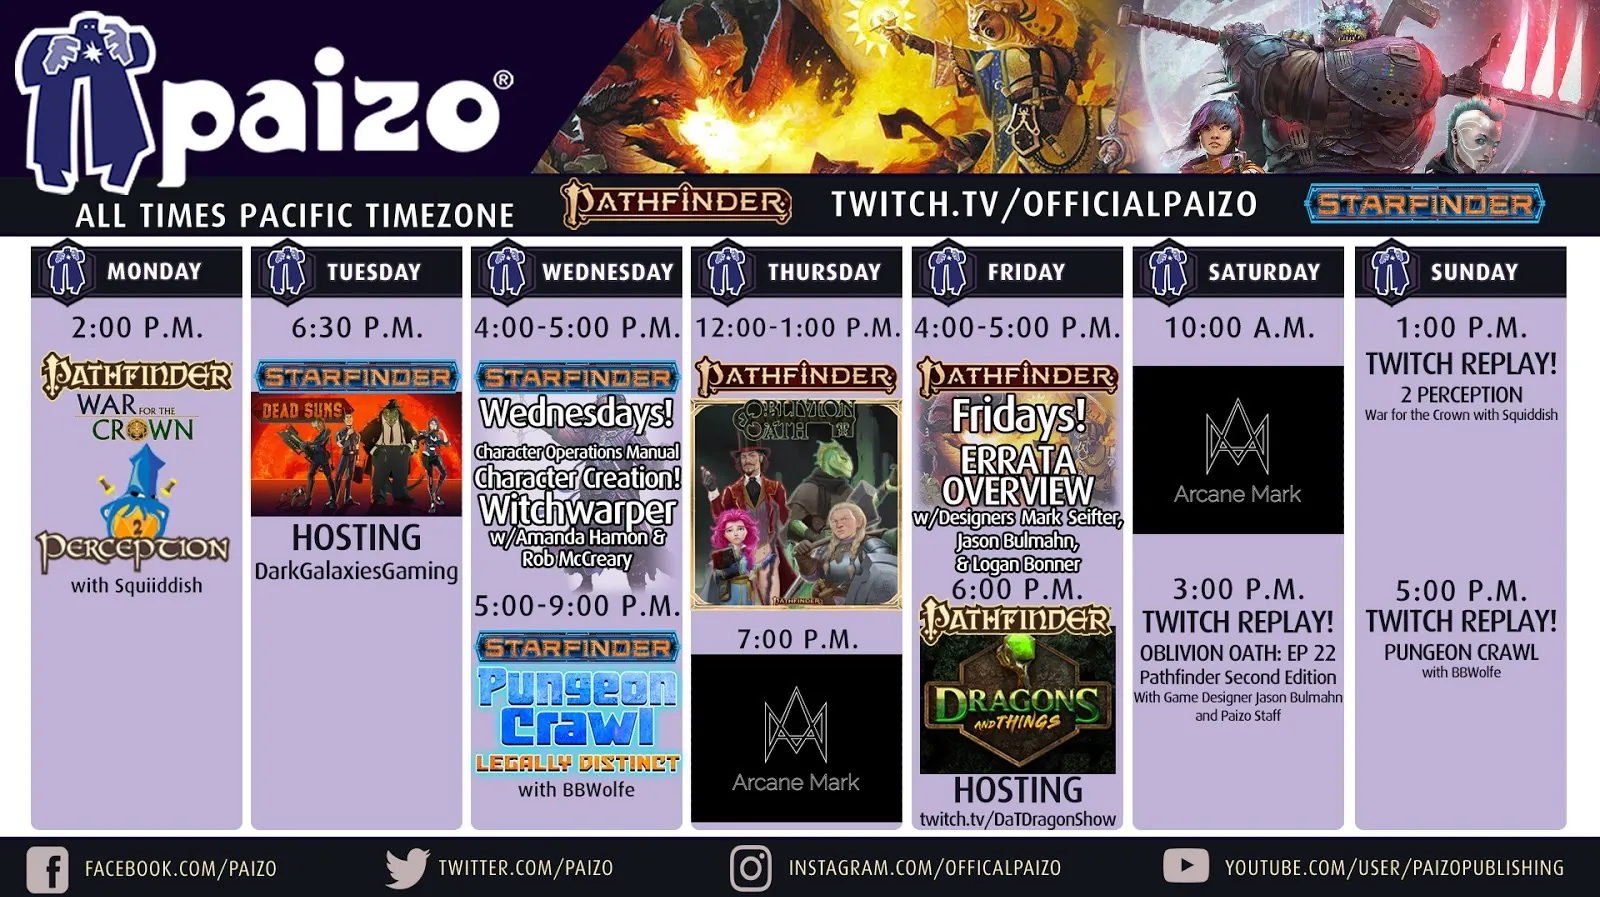 paizo®
ALL TIMES PACIFIC TIMEZONE
PATHFINDER
TWITCH.TV/OFFICIALPAIZO
STARFINDER
MONDAY
2:00 P.M.
PATHFINDER
WAR FOR THE
CROWN
2
PERCEPTION
with Squiiddish
TUESDAY
6:30 P.M.
STARFINDER
DEAD SUNS
HOSTING
DarkGalaxiesGaming
WEDNESDAY
4:00-5:00 P.M.
STARFINDER
Wednesdays!
Character Operations Manual
Character Creation!
Witchwarper
w/Amanda Hamon &
Rob McCreary
5:00-9:00 P.M.
STARFINDER
Pungeon
Crawl
LEGALLY DISTINCT
with BBWolfe
THURSDAY
12:00-1:00 P.M.
PATHFINDER
OBLIVION
OATH
PATHFINDER
7:00 P.M.
Arcane Mark
FRIDAY
4:00-5:00 P.M.
PATHFINDER
Fridays!
ERRATA
OVERVIEW
w/Designers Mark Seifter,
Jason Bulmahn,
& Logan Bonner
6:00 P.M.
PATHFINDER
DRAGONS
AND THINGS
HOSTING
twitch.tv/DaTDragonShow
SATURDAY
10:00 A.M.
Arcane Mark
3:00 P.M.
TWITCH REPLAY!
OBLIVION OATH: EP 22
Pathfinder Second Edition
With Game Designer Jason Bulmahn
and Paizo Staff
SUNDAY
1:00 P.M.
TWITCH REPLAY!
2 PERCEPTION
War for the Crown with Squiddish
5:00 P.M.
TWITCH REPLAY!
PUNGEON CRAWL
with BBWolfe
FACEBOOK.COM/PAIZO
TWITTER.COM/PAIZO
INSTAGRAM.COM/OFFICALPAIZO
YOUTUBE.COM/USER/PAIZOPUBLISHING